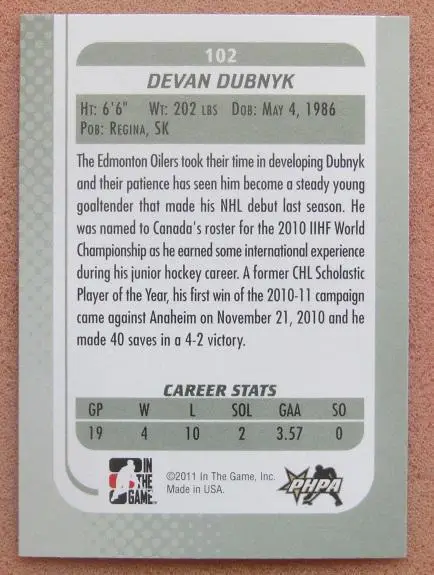 102
DEVAN DUBNYK
HT: 6'6" WT: 202 LBS DOB: MAY 4, 1986
POB: REGINA, SK
The Edmonton Oilers took their time in developing Dubnyk
and their patience has seen him become a steady young
goaltender that made his NHL debut last season. He
was named to Canada's roster for the 2010 IIHF World
Championship as he earned some international experience
during his junior hockey career. A former CHL Scholastic
Player of the Year, his first win of the 2010-11 campaign
came against Anaheim on November 21, 2010 and he
made 40 saves in a 4-2 victory.
CAREER STATS
GP W L SOL GAA SO
19 4 10 2 3.57 0
IN THE GAME™
©2011 In The Game, Inc.
Made in USA.
PHPA